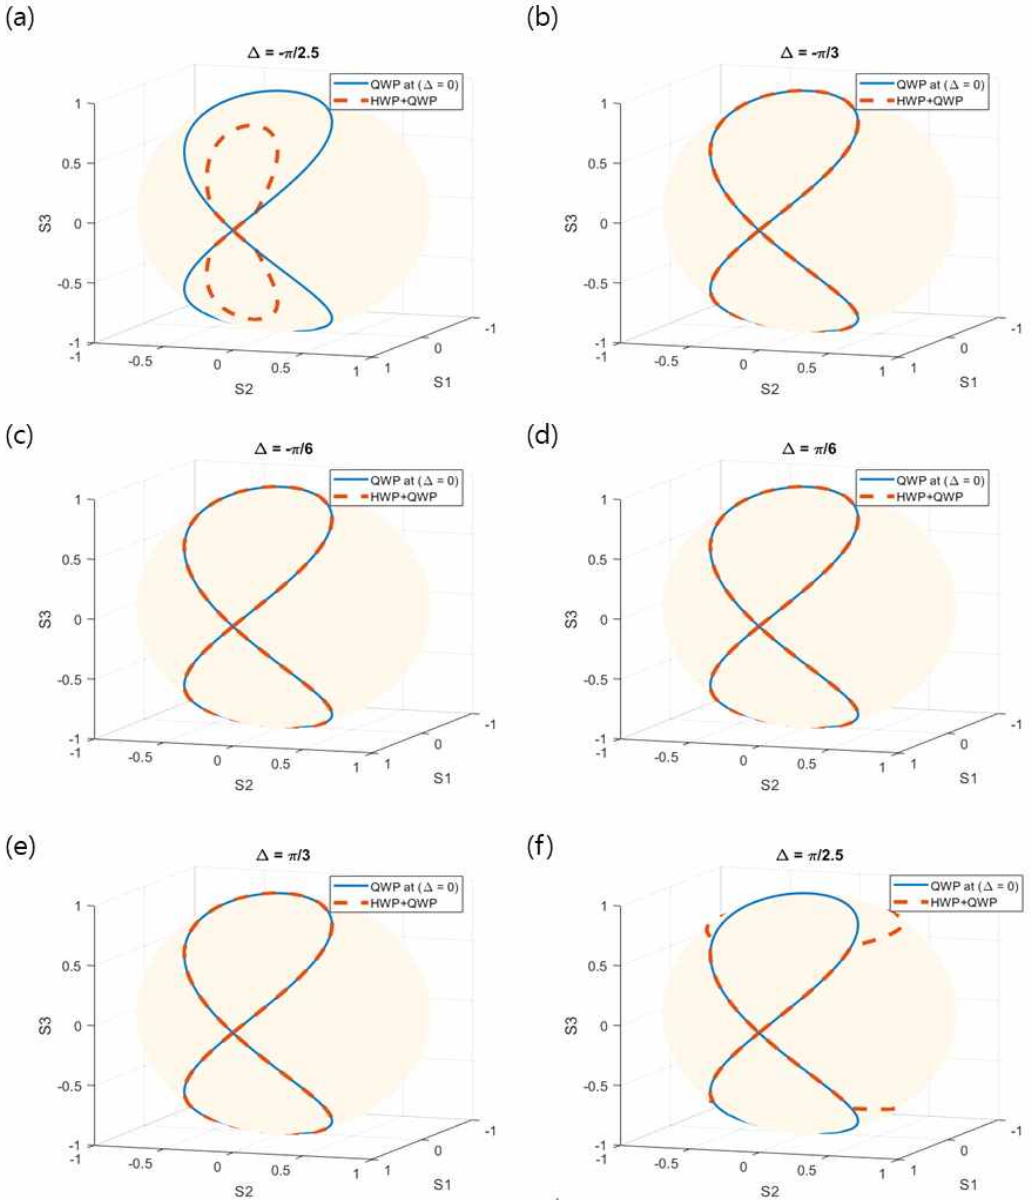 (a)
Δ = -π/2.5
QWP at (Δ = 0)
HWP+QWP
1
0.5
0
-0.5
-1
S3
-1
-0.5
0
0.5
1
S2
1
0
-1
S1
(b)
Δ = -π/3
QWP at (Δ = 0)
HWP+QWP
1
0.5
0
-0.5
-1
S3
-1
-0.5
0
0.5
1
S2
1
0
-1
S1
(c)
Δ = -π/6
QWP at (Δ = 0)
HWP+QWP
1
0.5
0
-0.5
-1
S3
-1
-0.5
0
0.5
1
S2
1
0
-1
S1
(d)
Δ = π/6
QWP at (Δ = 0)
HWP+QWP
1
0.5
0
-0.5
-1
S3
-1
-0.5
0
0.5
1
S2
1
0
-1
S1
(e)
Δ = π/3
QWP at (Δ = 0)
HWP+QWP
1
0.5
0
-0.5
-1
S3
-1
-0.5
0
0.5
1
S2
1
0
-1
S1
(f)
Δ = π/2.5
QWP at (Δ = 0)
HWP+QWP
1
0.5
0
-0.5
-1
S3
-1
-0.5
0
0.5
1
S2
1
0
-1
S1